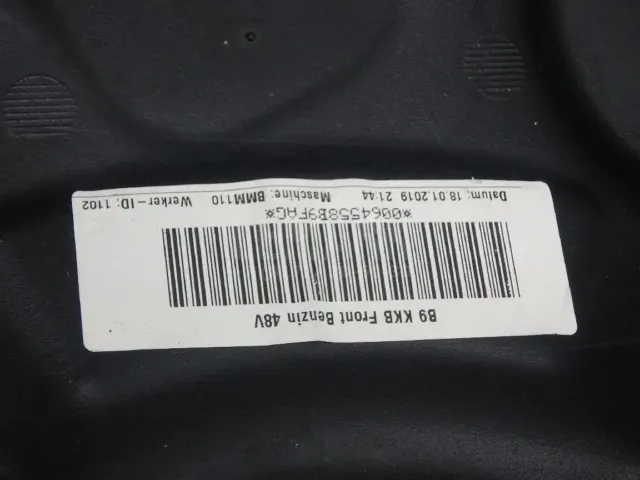 B9 KKB Front Benzin 48V
*0064558B9FAG*
Datum: 18.01.2019 21:44 Maschine: BMM110 Werker-ID: 1102